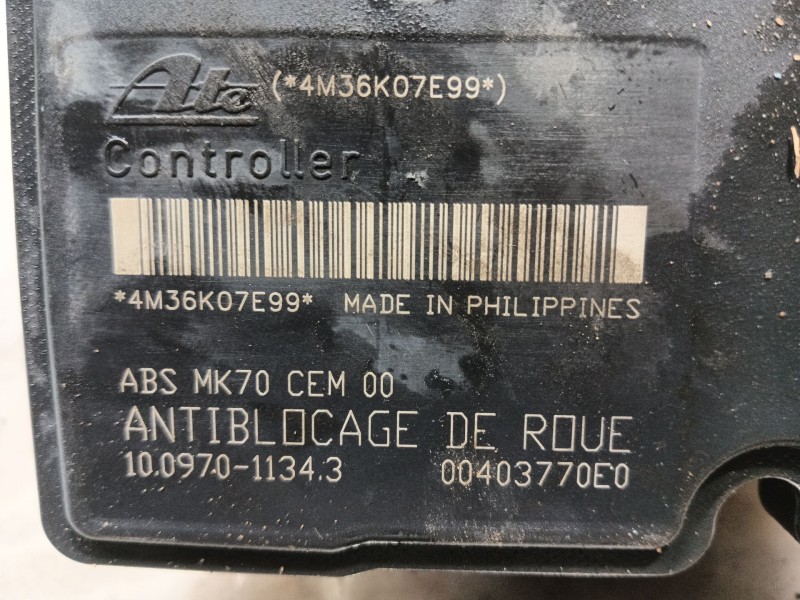 Ate (*4M36K07E99*)
Controller
*4M36K07E99* MADE IN PHILIPPINES
ABS MK70 CEM 00
ANTIBLOCAGE DE ROUE
10.0970-1134.3 00403770E0